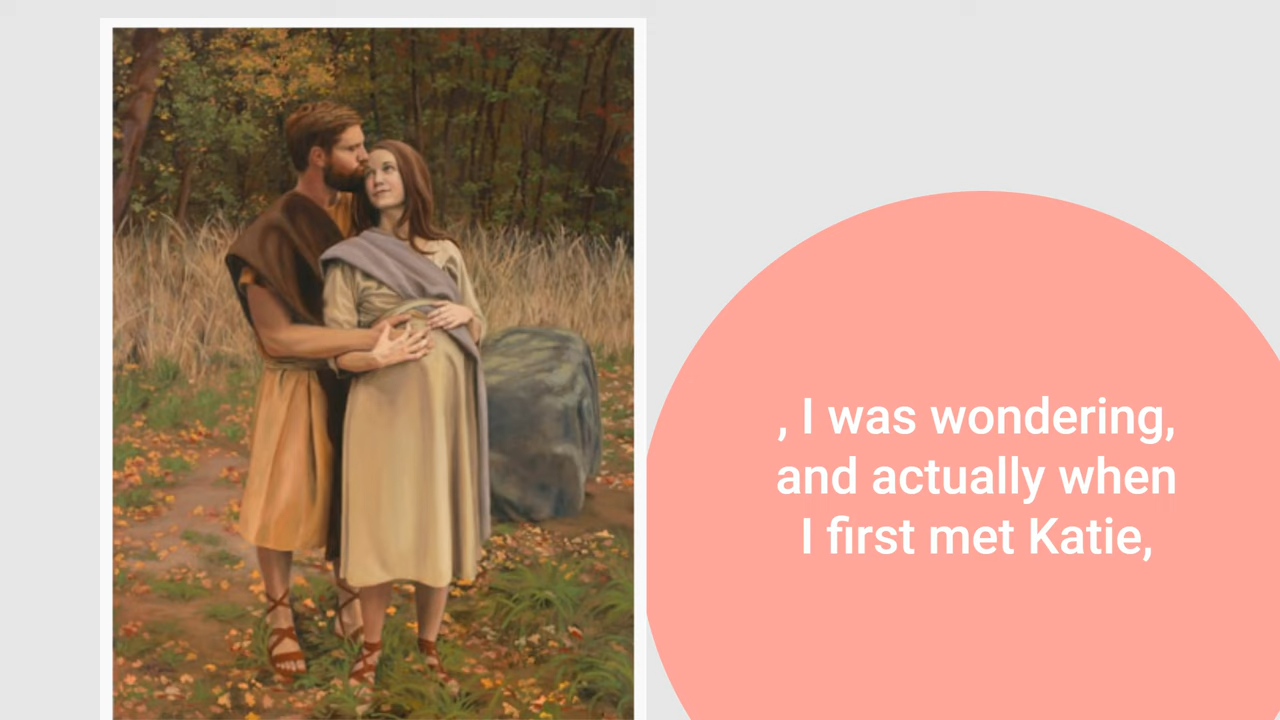 , I was wondering,
and actually when
I first met Katie,